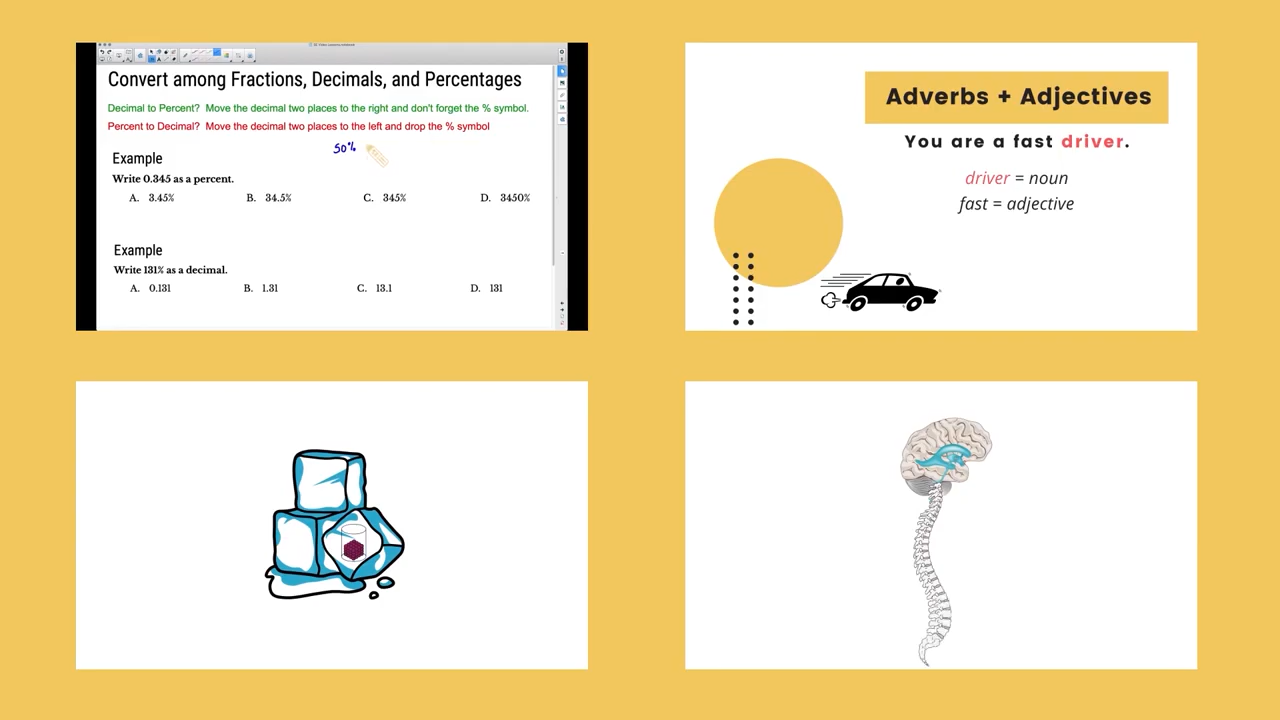 Convert among Fractions, Decimals, and Percentages
Decimal to Percent? Move the decimal two places to the right and don't forget the % symbol.
Percent to Decimal? Move the decimal two places to the left and drop the % symbol
50%
Example
Write 0.345 as a percent.
A. 3.45% B. 34.5% C. 345% D. 3450%
Example
Write 131% as a decimal.
A. 0.131 B. 1.31 C. 13.1 D. 131
Adverbs + Adjectives
You are a fast driver.
driver = noun
fast = adjective